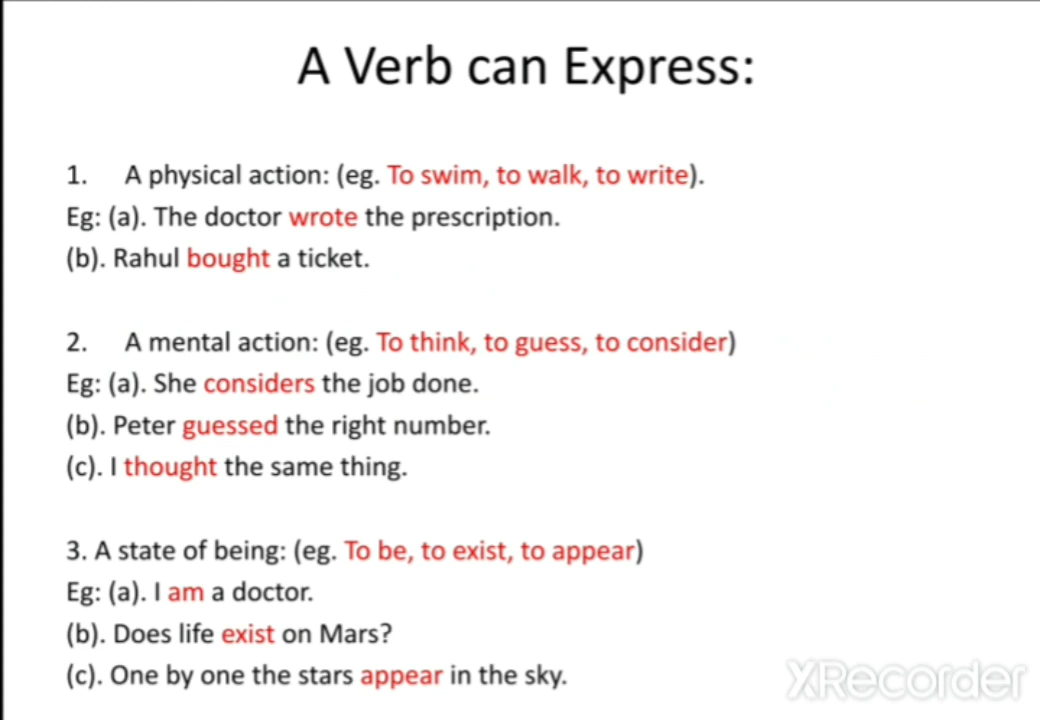 A Verb can Express:
1. A physical action: (eg. To swim, to walk, to write).
Eg: (a). The doctor wrote the prescription.
(b). Rahul bought a ticket.
2. A mental action: (eg. To think, to guess, to consider)
Eg: (a). She considers the job done.
(b). Peter guessed the right number.
(c). I thought the same thing.
3. A state of being: (eg. To be, to exist, to appear)
Eg: (a). I am a doctor.
(b). Does life exist on Mars?
(c). One by one the stars appear in the sky.
XRecorder